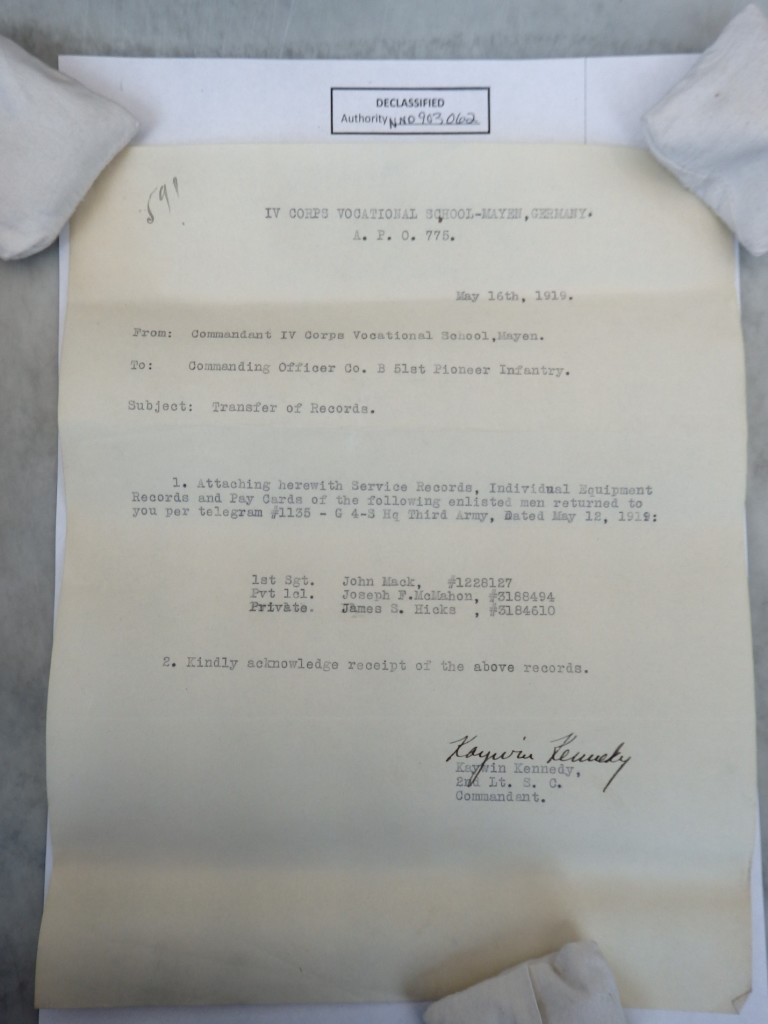 DECLASSIFIED
Authority NND 903,062
591
IV CORPS VOCATIONAL SCHOOL-MAYEN,GERMANY.
A. P. O. 775.
May 16th, 1919.
From: Commandant IV Corps Vocational School,Mayen.
To: Commanding Officer Co. B 51st Pioneer Infantry.
Subject: Transfer of Records.
1. Attaching herewith Service Records, Individual Equipment
Records and Pay Cards of the following enlisted men returned to
you per telegram #1135 - G 4-S Hq Third Army, Dated May 12, 1919:
1st Sgt. John Mack, #1228127
Pvt 1cl. Joseph F.McMahon, #3188494
Private. James S. Hicks , #3184610
2. Kindly acknowledge receipt of the above records.
Kaywin Kennedy
Kaywin Kennedy,
2nd Lt. S. C.
Commandant.